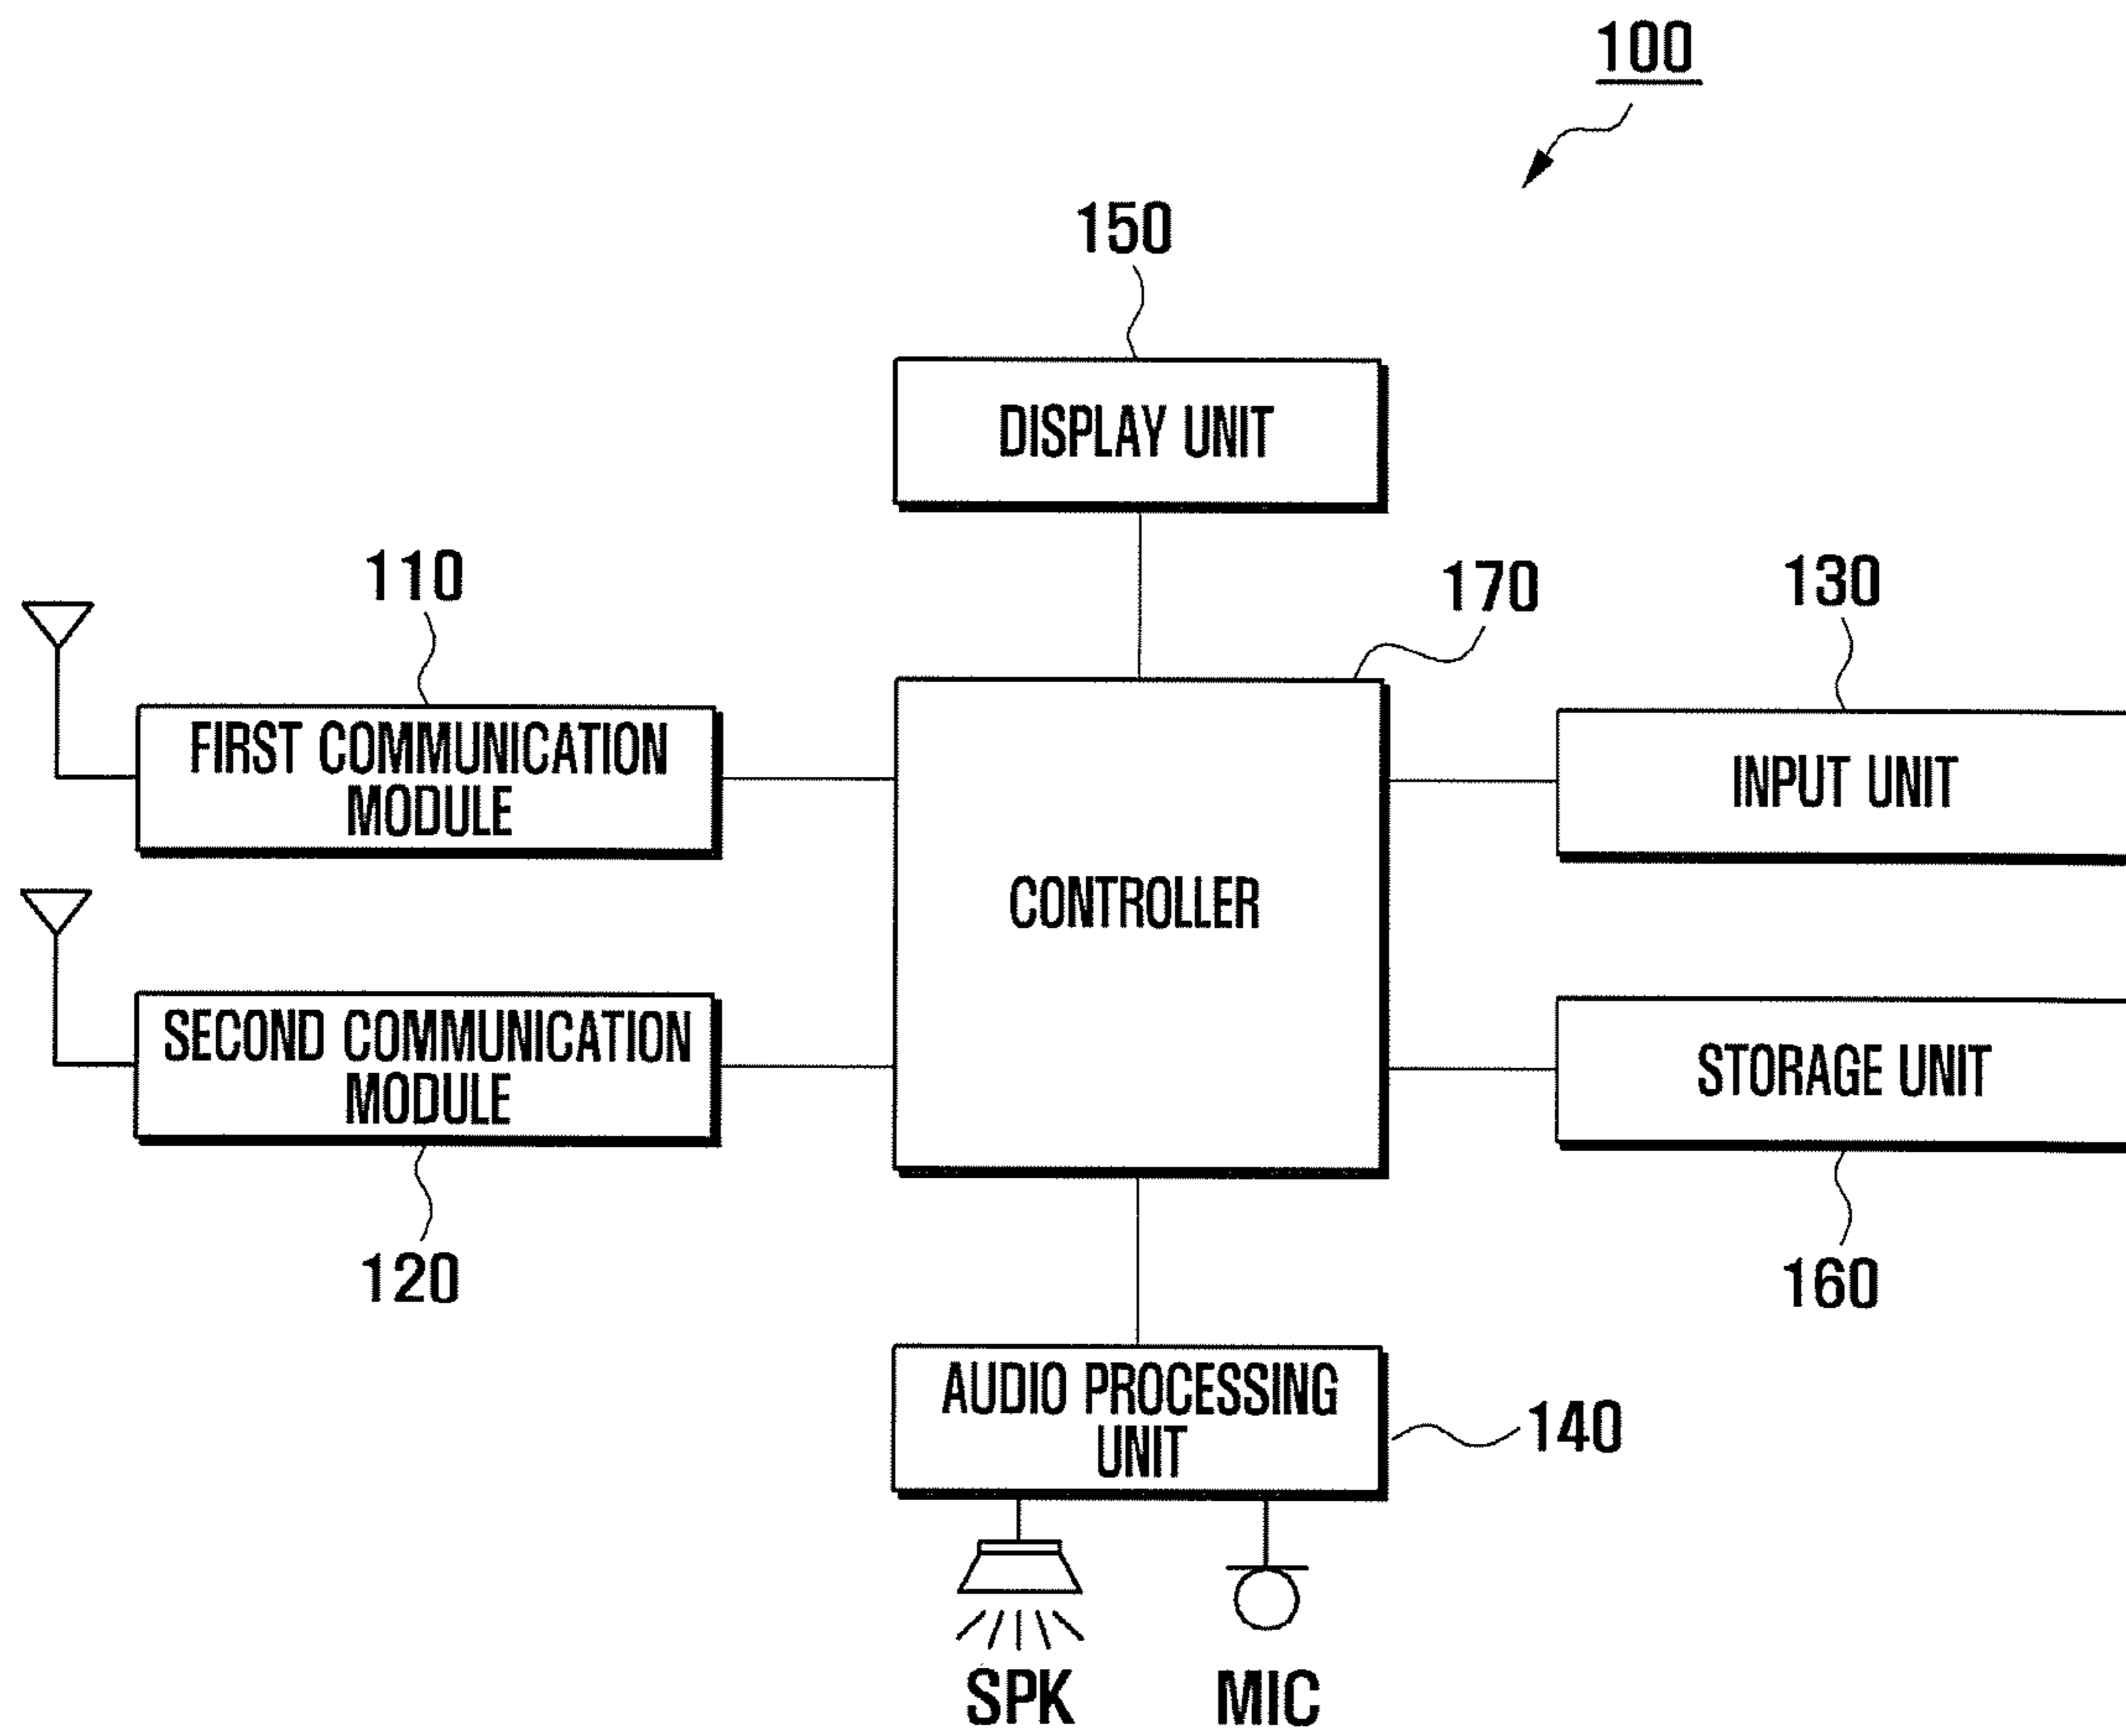 100
150
DISPLAY UNIT
110
170
130
FIRST COMMUNICATION
MODULE
INPUT UNIT
CONTROLLER
SECOND COMMUNICATION
MODULE
STORAGE UNIT
120
160
AUDIO PROCESSING
UNIT
140
SPK
MIC